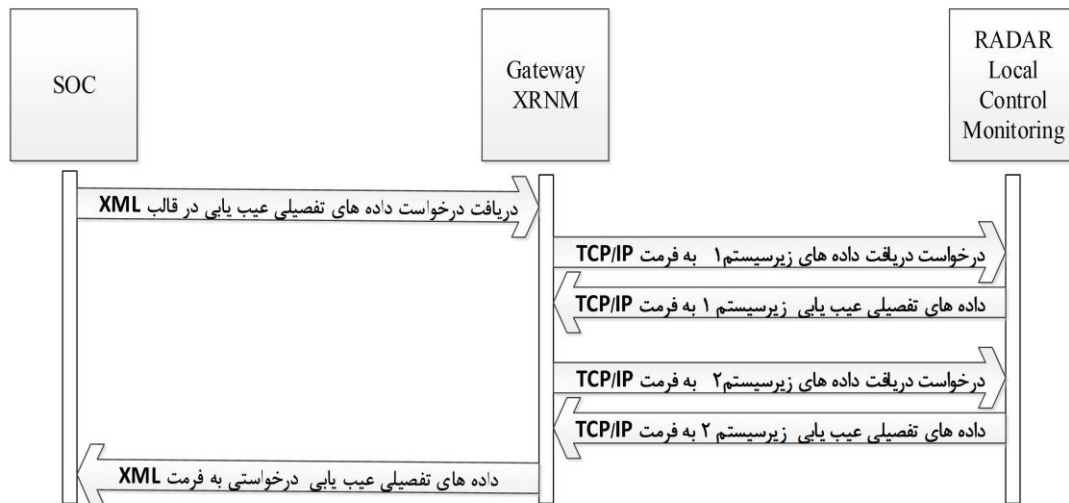 SOC
Gateway
XRNM
RADAR
Local
Control
Monitoring
دریافت درخواست داده های تفصیلی عیب یابی در قالب XML
درخواست دریافت داده های زیرسیستم۱ به فرمت TCP/IP
داده های تفصیلی عیب یابی زیرسیستم ۱ به فرمت TCP/IP
درخواست دریافت داده های زیرسیستم۲ به فرمت TCP/IP
داده های تفصیلی عیب یابی زیرسیستم ۲ به فرمت TCP/IP
داده های تفصیلی عیب یابی درخواستی به فرمت XML